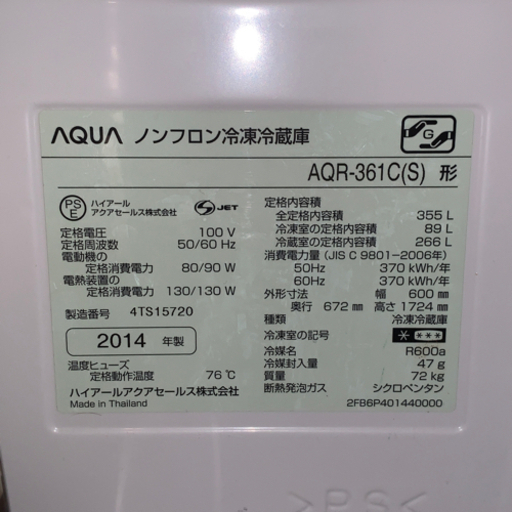 AQUA ノンフロン冷凍冷蔵庫
G
AQR-361C(S) 形
PS
E
ハイアール
アクアセールス株式会社
S JET
定格電圧 100 V
定格周波数 50/60 Hz
電動機の
定格消費電力 80/90 W
電熱装置の
定格消費電力 130/130 W
製造番号 4TS15720
2014 年製
温度ヒューズ
定格動作温度 76℃
ハイアールアクアセールス株式会社
Made in Thailand
定格内容積
全定格内容積 355 L
冷凍室の定格内容積 89 L
冷蔵室の定格内容積 266 L
消費電力量 (JIS C 9801-2006年)
50Hz 370 kWh/年
60Hz 370 kWh/年
外形寸法 幅 600 ㎜
奥行 672 ㎜ 高さ 1724 ㎜
種類 冷凍冷蔵庫
冷凍室の記号 ＊＊＊＊
冷媒名 R600a
冷媒封入量 47 g
質量 72 kg
断熱発泡ガス シクロペンタン
2FB6P401440000
>PS<